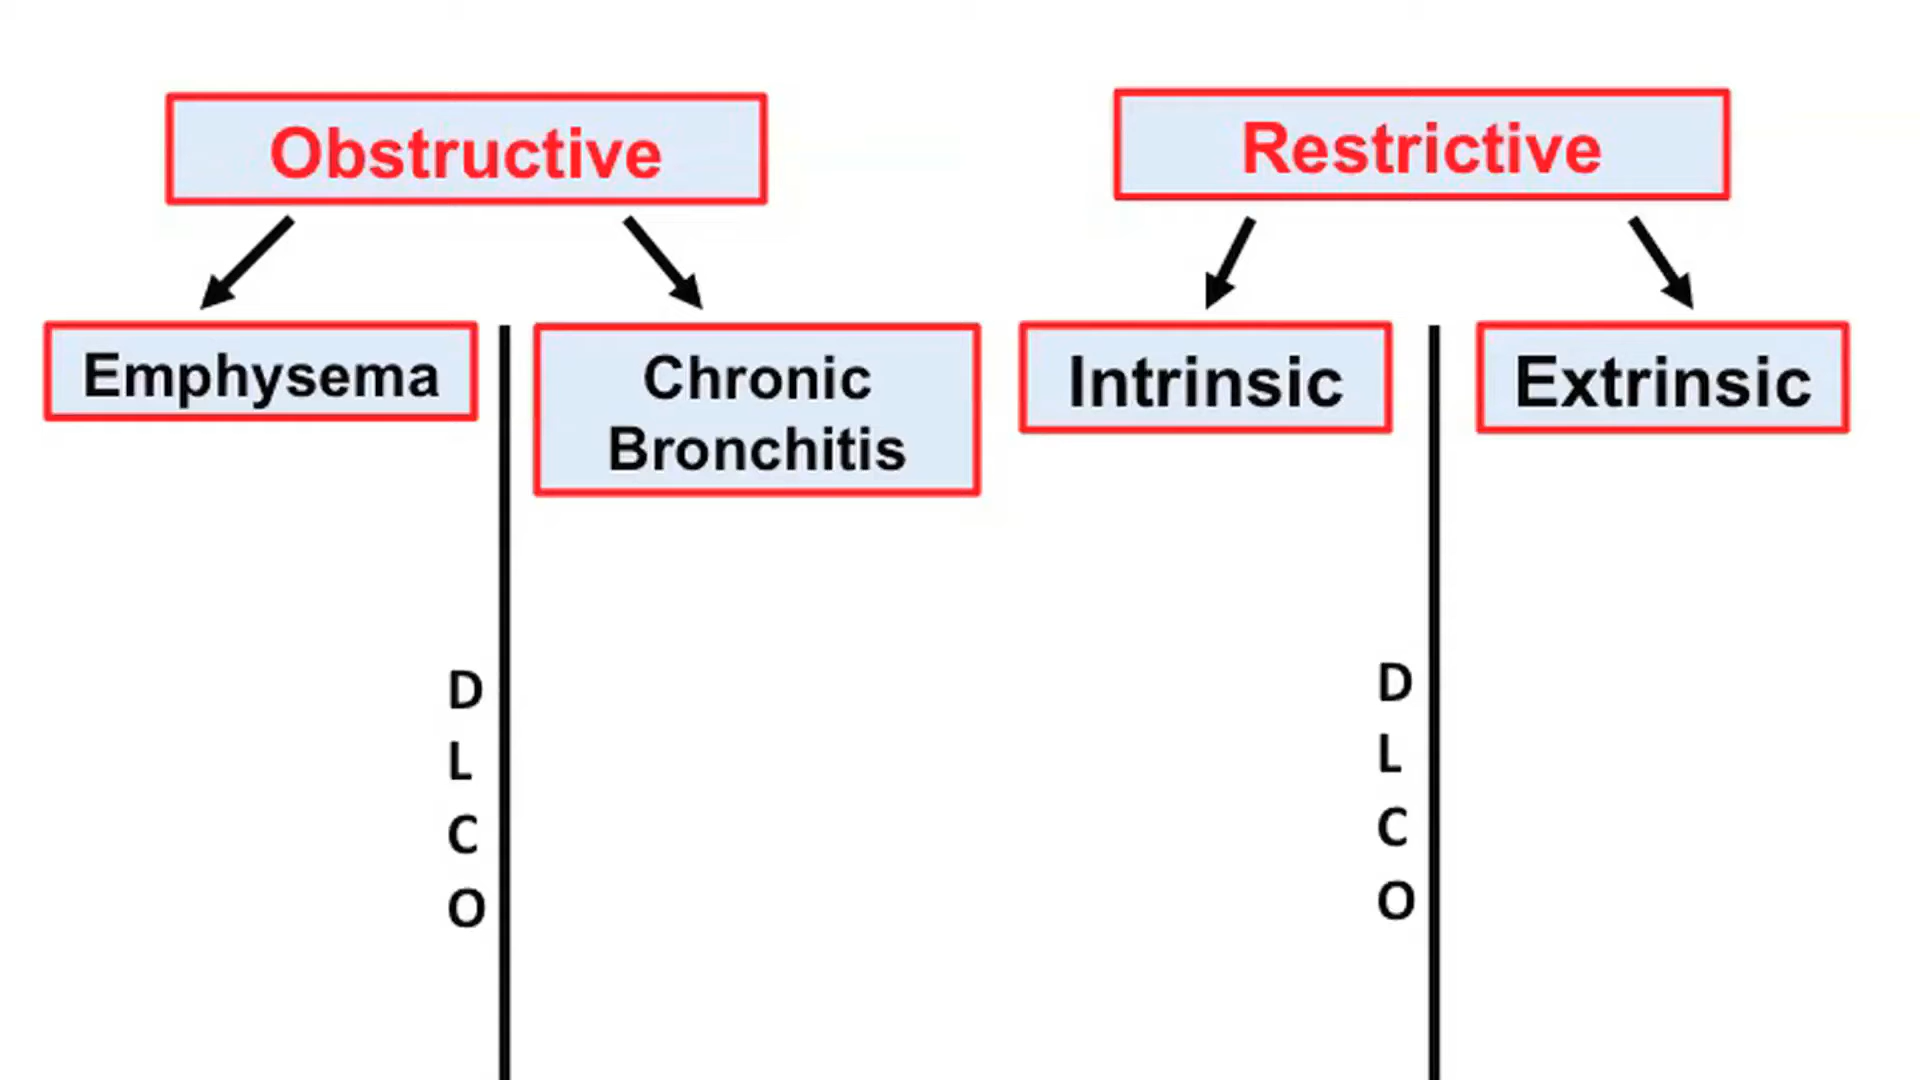 Obstructive
Restrictive
Emphysema
Chronic
Bronchitis
Intrinsic
Extrinsic
D
L
C
O
D
L
C
O